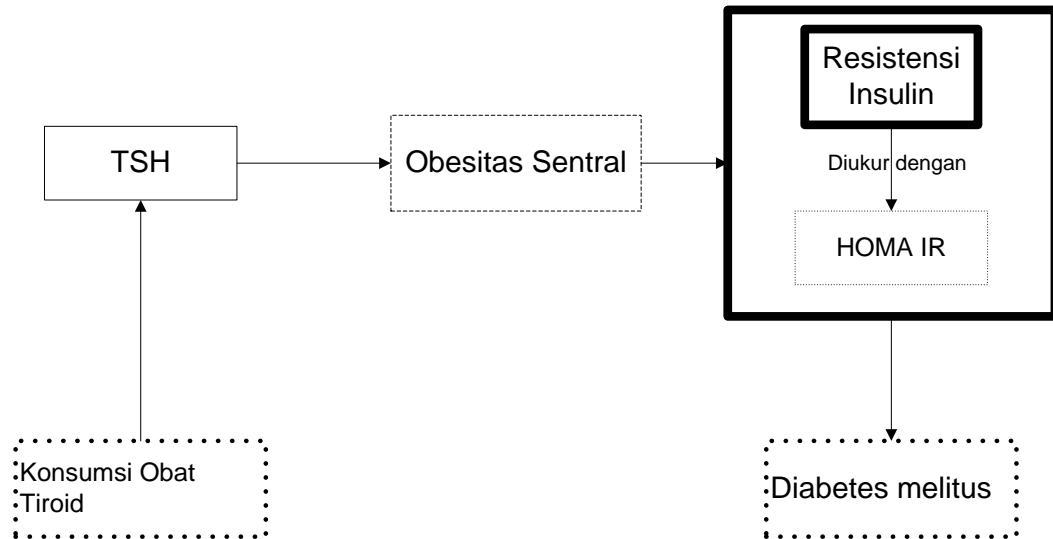 Resistensi
Insulin
TSH
Obesitas Sentral
Diukur dengan
HOMA IR
Konsumsi Obat
Tiroid
Diabetes melitus